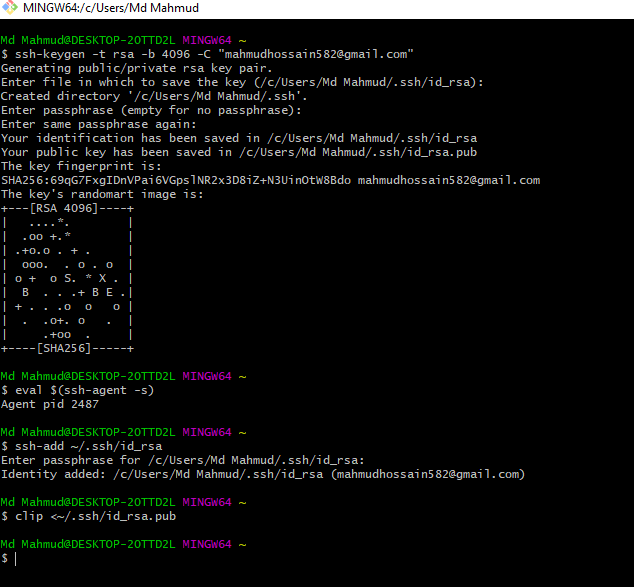 MINGW64:/c/Users/Md Mahmud
Md Mahmud@DESKTOP-2OTTD2L MINGW64 ~
$ ssh-keygen -t rsa -b 4096 -C "mahmudhossain582@gmail.com"
Generating public/private rsa key pair.
Enter file in which to save the key (/c/Users/Md Mahmud/.ssh/id_rsa):
Created directory '/c/Users/Md Mahmud/.ssh'.
Enter passphrase (empty for no passphrase):
Enter same passphrase again:
Your identification has been saved in /c/Users/Md Mahmud/.ssh/id_rsa
Your public key has been saved in /c/Users/Md Mahmud/.ssh/id_rsa.pub
The key fingerprint is:
SHA256:69qG7FxgIDnVPai6VGpslNR2x3D8iZ+N3UinOtW8Bdo mahmudhossain582@gmail.com
The key's randomart image is:
+---[RSA 4096]----+
|   ....*.        |
|  .oo +.*        |
| .+o.o . + .     |
|  ooo.  . o . o  |
| o +  o S. * X . |
|  B  . . .+ B E .|
| + . . .o  o   o |
|  .  .o+. o   .  |
|     .+oo  .     |
+----[SHA256]-----+
Md Mahmud@DESKTOP-2OTTD2L MINGW64 ~
$ eval $(ssh-agent -s)
Agent pid 2487
Md Mahmud@DESKTOP-2OTTD2L MINGW64 ~
$ ssh-add ~/.ssh/id_rsa
Enter passphrase for /c/Users/Md Mahmud/.ssh/id_rsa:
Identity added: /c/Users/Md Mahmud/.ssh/id_rsa (mahmudhossain582@gmail.com)
Md Mahmud@DESKTOP-2OTTD2L MINGW64 ~
$ clip <~/.ssh/id_rsa.pub
Md Mahmud@DESKTOP-2OTTD2L MINGW64 ~
$